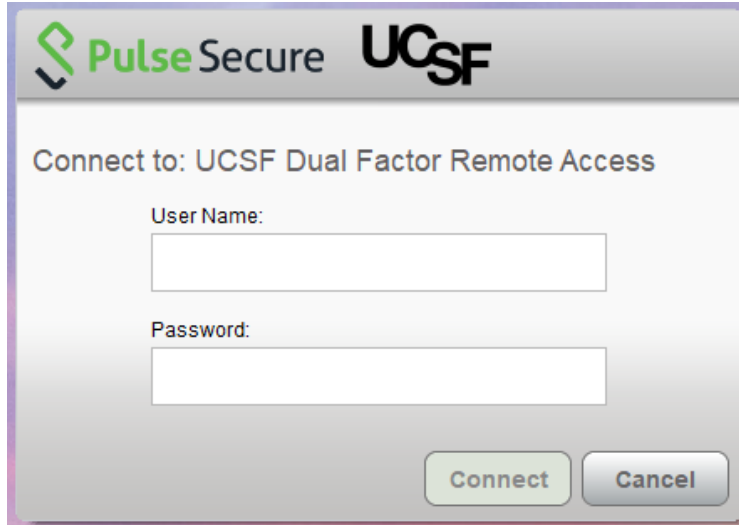 Pulse Secure UCSF
Connect to: UCSF Dual Factor Remote Access
User Name:
Password:
Connect Cancel